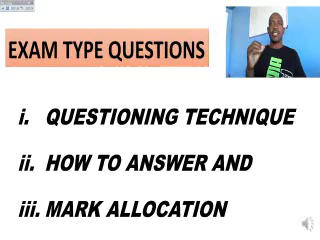 EXAM TYPE QUESTIONS
i. QUESTIONING TECHNIQUE
ii. HOW TO ANSWER AND
iii. MARK ALLOCATION